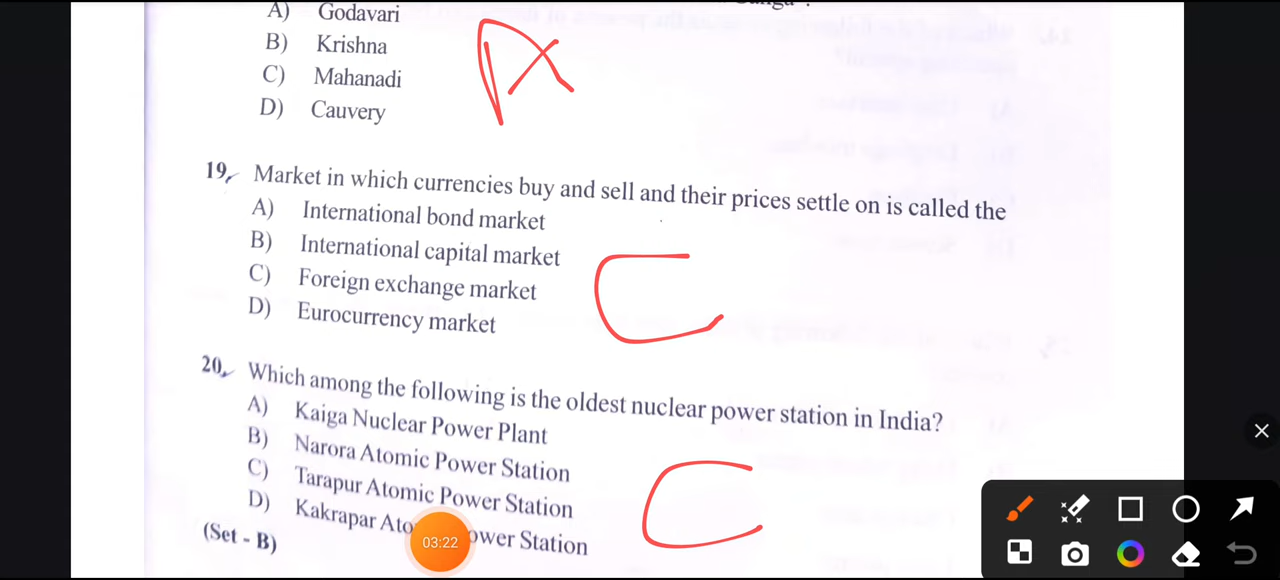 A) Godavari
B) Krishna
C) Mahanadi
D) Cauvery
A
19. Market in which currencies buy and sell and their prices settle on is called the
A) International bond market
B) International capital market
C) Foreign exchange market
D) Eurocurrency market
C
20. Which among the following is the oldest nuclear power station in India?
A) Kaiga Nuclear Power Plant
B) Narora Atomic Power Station
C) Tarapur Atomic Power Station
D) Kakrapar Power Station
C
03:22
(Set - B)